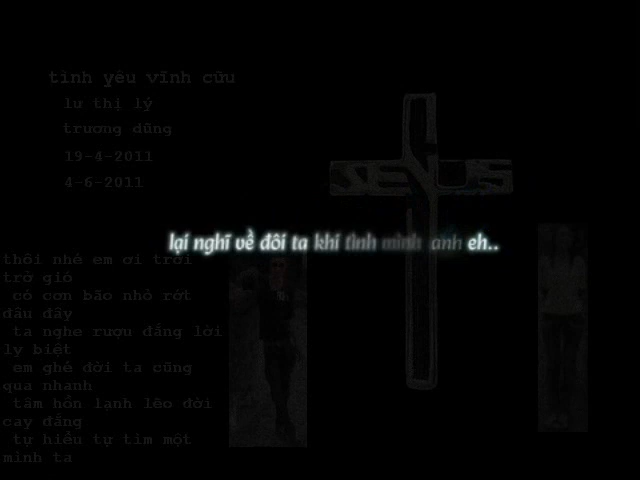 tình yêu vĩnh cữu
lu thị lý
trương dũng
19-4-2011
4-6-2011
JEYUS
lại nghĩ về đôi ta khi tình mình anh eh..
thôi nhé em ơi trời
trở gió
có cơn bão nhỏ rớt
đâu đây
ta nghe rượu đắng lời
ly biệt
em ghé đời ta cũng
qua nhanh
tâm hồn lạnh lẽo đời
cay đắng
tự hiểu tự tìm một
mình ta